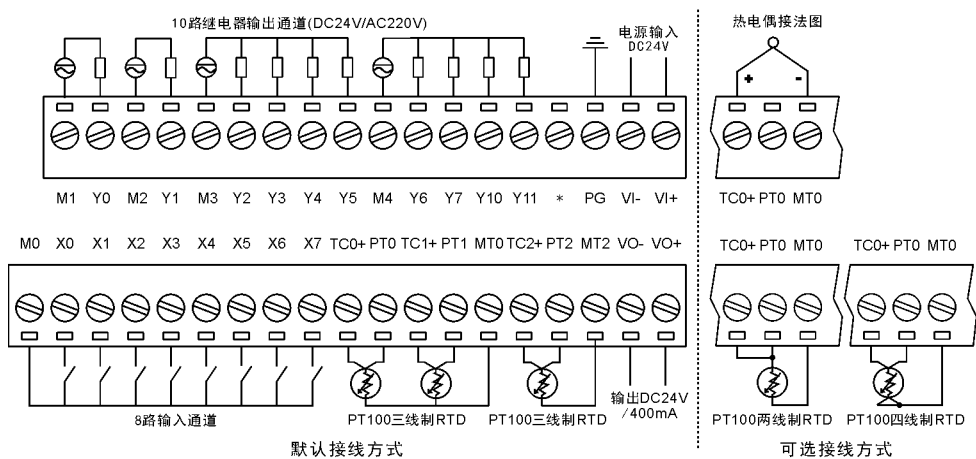 10路继电器输出通道(DC24V/AC220V)
电源输入
DC24V
热电偶接法图
+ -
M1 Y0 M2 Y1 M3 Y2 Y3 Y4 Y5 M4 Y6 Y7 Y10 Y11 * PG VI- VI+
TC0+ PT0 MT0
M0 X0 X1 X2 X3 X4 X5 X6 X7 TC0+ PT0 TC1+ PT1 MT0 TC2+ PT2 MT2 VO- VO+
TC0+ PT0 MT0
TC0+ PT0 MT0
8路输入通道
PT100三线制RTD
PT100三线制RTD
输出DC24V
/400mA
PT100两线制RTD
PT100四线制RTD
默认接线方式
可选接线方式